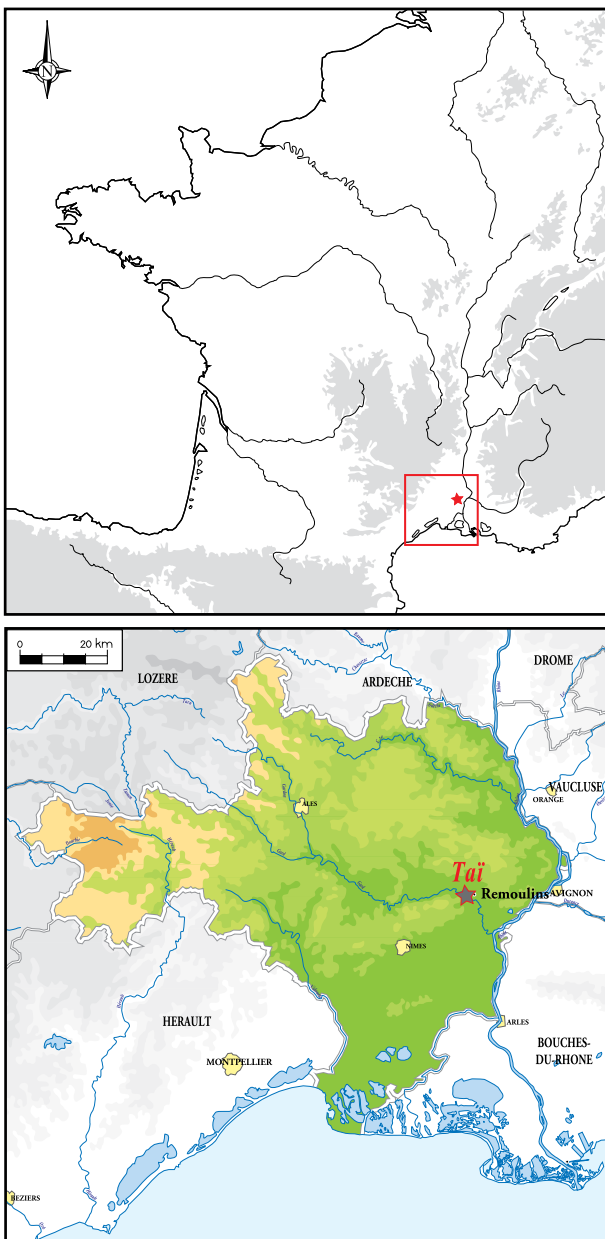 N
0 20 km
LOZERE
ARDECHE
DROME
VAUCLUSE
ORANGE
ALES
Taï
Remoulins
AVIGNON
NIMES
HERAULT
ARLES
BOUCHES-
DU-RHONE
MONTPELLIER
BEZIERS